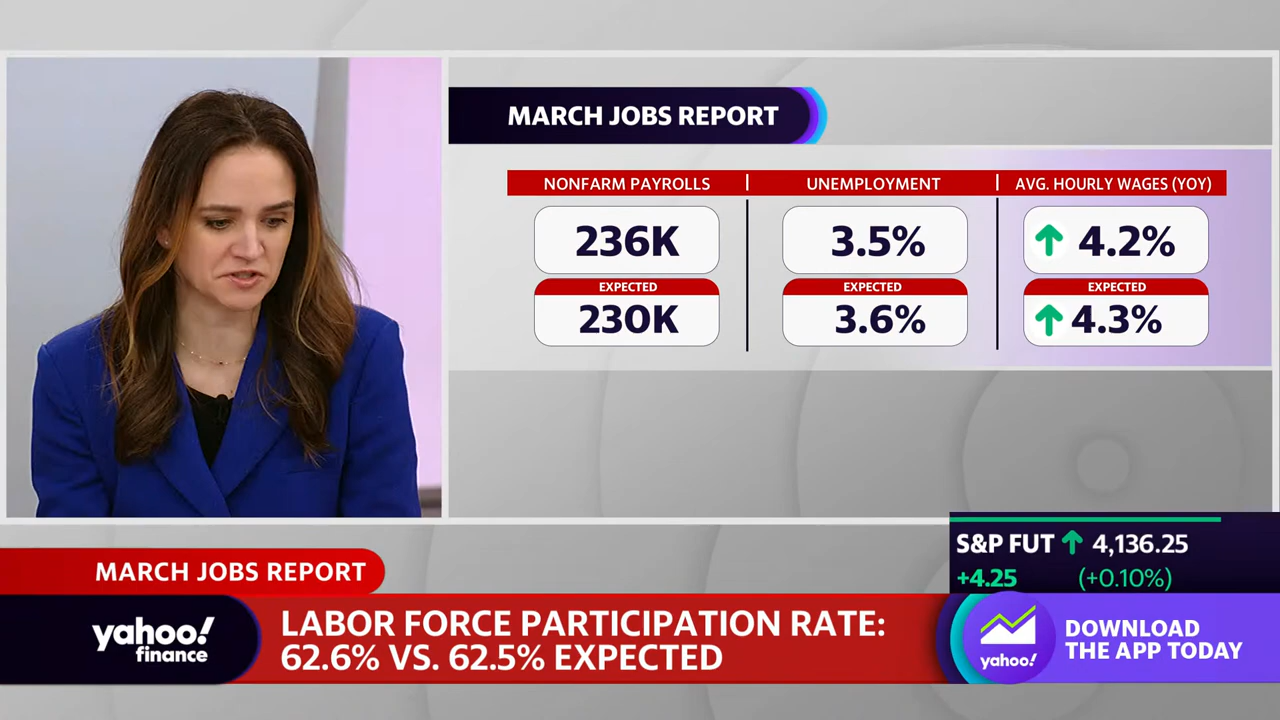 MARCH JOBS REPORT
NONFARM PAYROLLS | UNEMPLOYMENT | AVG. HOURLY WAGES (YOY)
236K 3.5% 4.2%
EXPECTED EXPECTED EXPECTED
230K 3.6% 4.3%
S&P FUT 4,136.25
+4.25 (+0.10%)
MARCH JOBS REPORT
yahoo!
finance
LABOR FORCE PARTICIPATION RATE:
62.6% VS. 62.5% EXPECTED
yahoo!
DOWNLOAD
THE APP TODAY